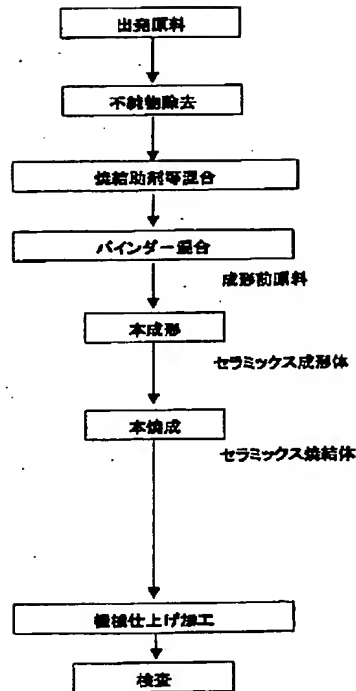 出発原料
不純物除去
焼結助剤等混合
バインダー混合
成形前原料
本成形
セラミックス成形体
本焼成
セラミックス焼結体
機械仕上げ加工
検査